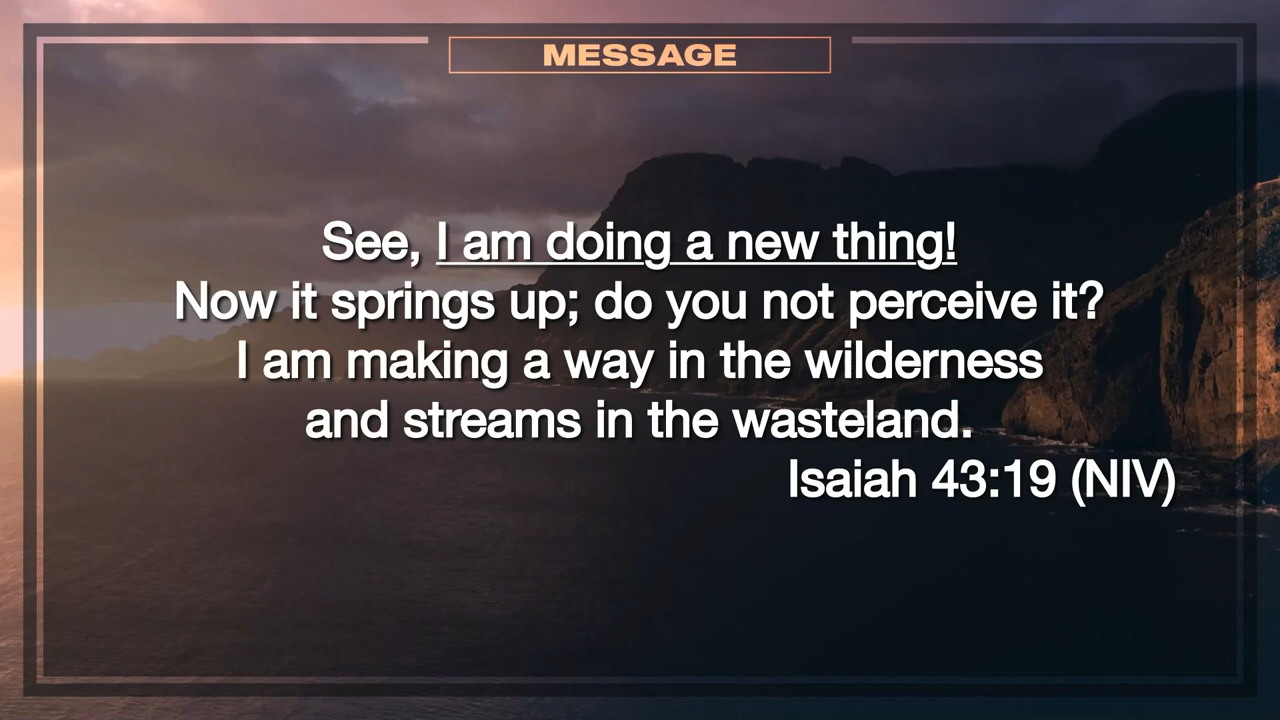 MESSAGE
See, I am doing a new thing!
Now it springs up; do you not perceive it?
I am making a way in the wilderness
and streams in the wasteland.
Isaiah 43:19 (NIV)